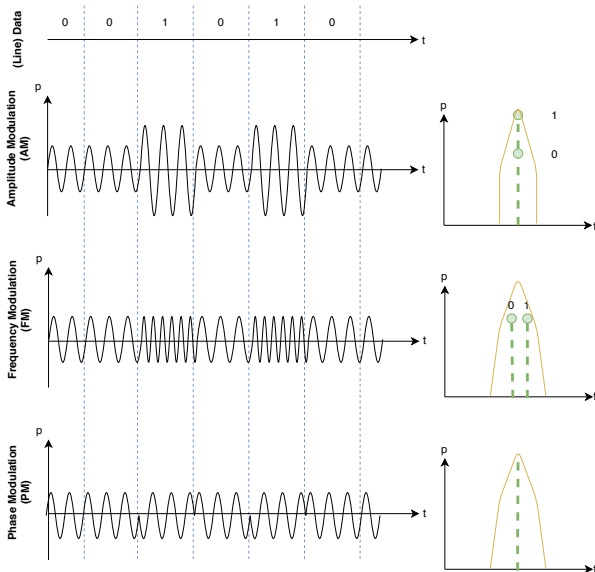 (Line) Data
0 0 1 0 1 0
t
Amplitude Modulation
(AM)
p
t
p
1
0
f
Frequency Modulation
(FM)
p
t
p
0 1
f
Phase Modulation
(PM)
p
t
p
f